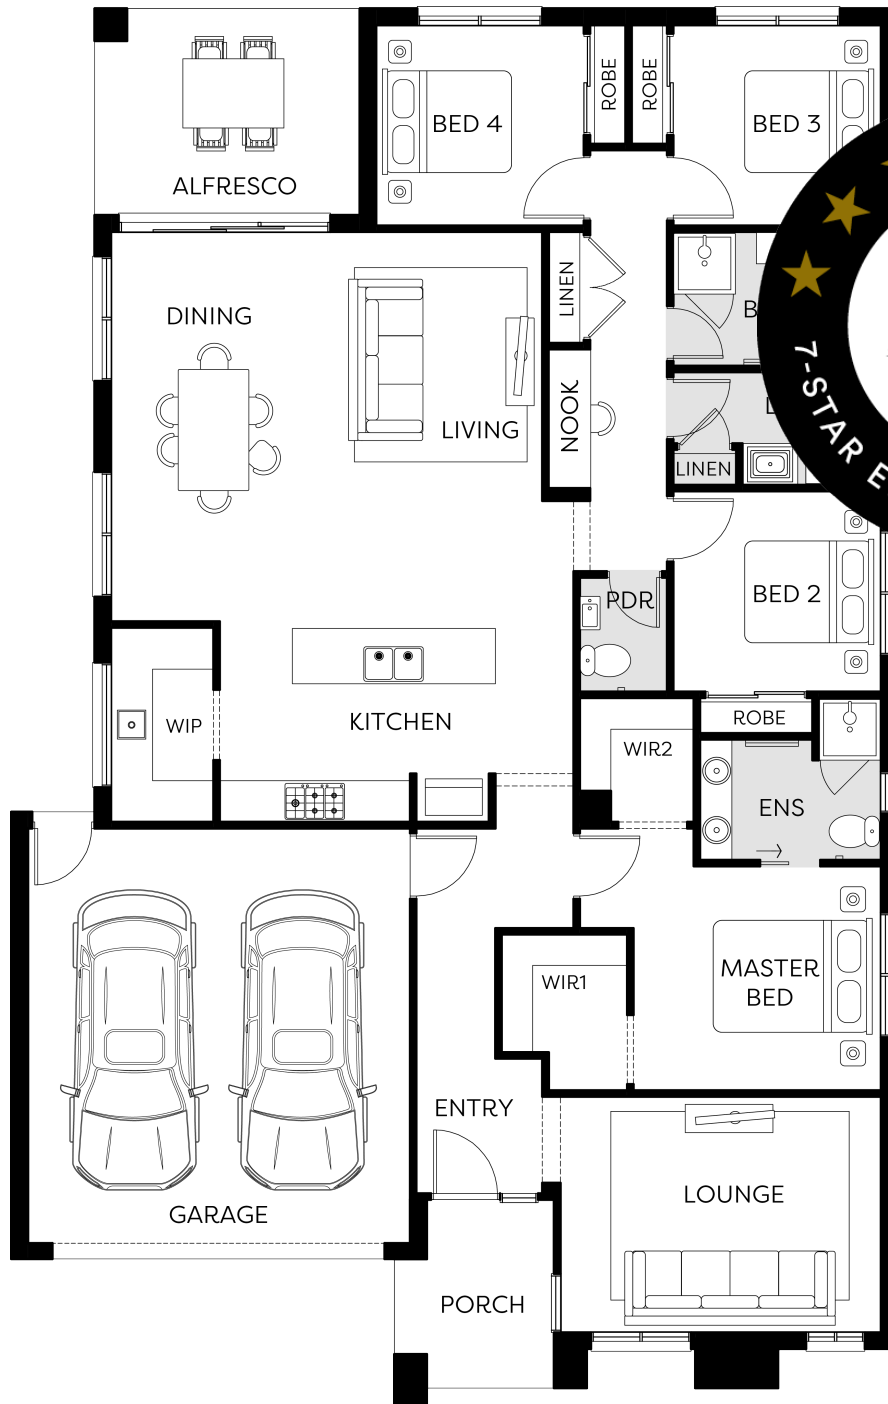 BED 4
ROBE
ROBE
BED 3
ALFRESCO
DINING
LINEN
LIVING
NOOK
7-STAR E
LINEN
PDR
BED 2
WIP
KITCHEN
WIR2
ROBE
ENS
WIR1
MASTER
BED
ENTRY
LOUNGE
GARAGE
PORCH